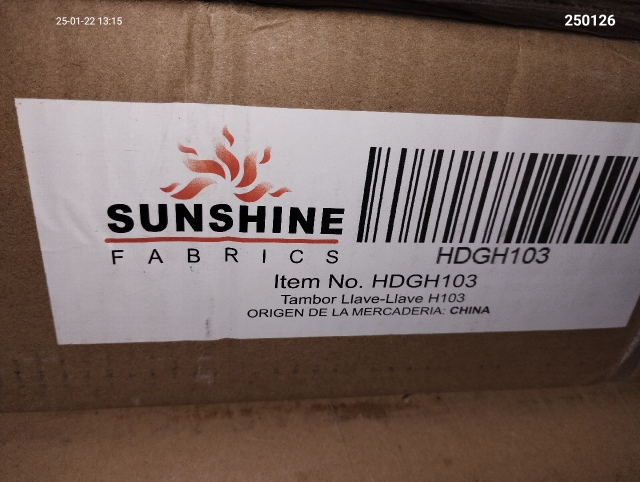 25-01-22 13:15
250126
SUNSHINE
FABRICS
HDGH103
Item No. HDGH103
Tambor Llave-Llave H103
ORIGEN DE LA MERCADERIA: CHINA